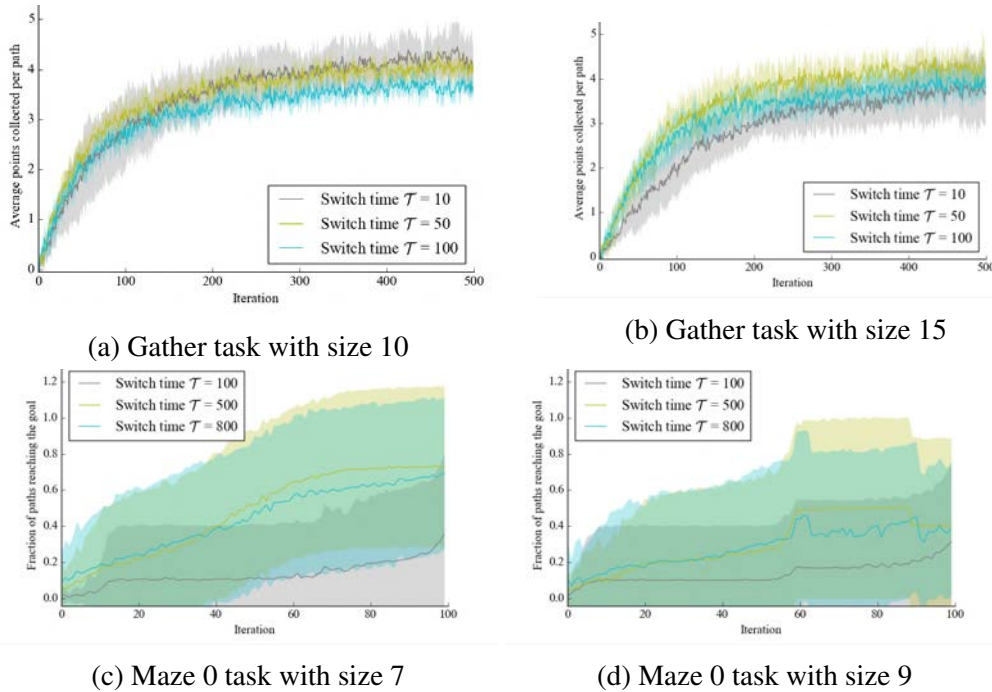 Average points collected per path
5
4
3
2
1
0
Switch time 𝒯 = 10
Switch time 𝒯 = 50
Switch time 𝒯 = 100
0 100 200 300 400 500
Iteration
(a) Gather task with size 10
Average points collected per path
5
4
3
2
1
0
Switch time 𝒯 = 10
Switch time 𝒯 = 50
Switch time 𝒯 = 100
0 100 200 300 400 500
Iteration
(b) Gather task with size 15
Fraction of paths reaching the goal
1.2
1.0
0.8
0.6
0.4
0.2
0.0
Switch time 𝒯 = 100
Switch time 𝒯 = 500
Switch time 𝒯 = 800
0 20 40 60 80 100
Iteration
(c) Maze 0 task with size 7
Fraction of paths reaching the goal
1.2
1.0
0.8
0.6
0.4
0.2
0.0
Switch time 𝒯 = 100
Switch time 𝒯 = 500
Switch time 𝒯 = 800
0 20 40 60 80 100
Iteration
(d) Maze 0 task with size 9